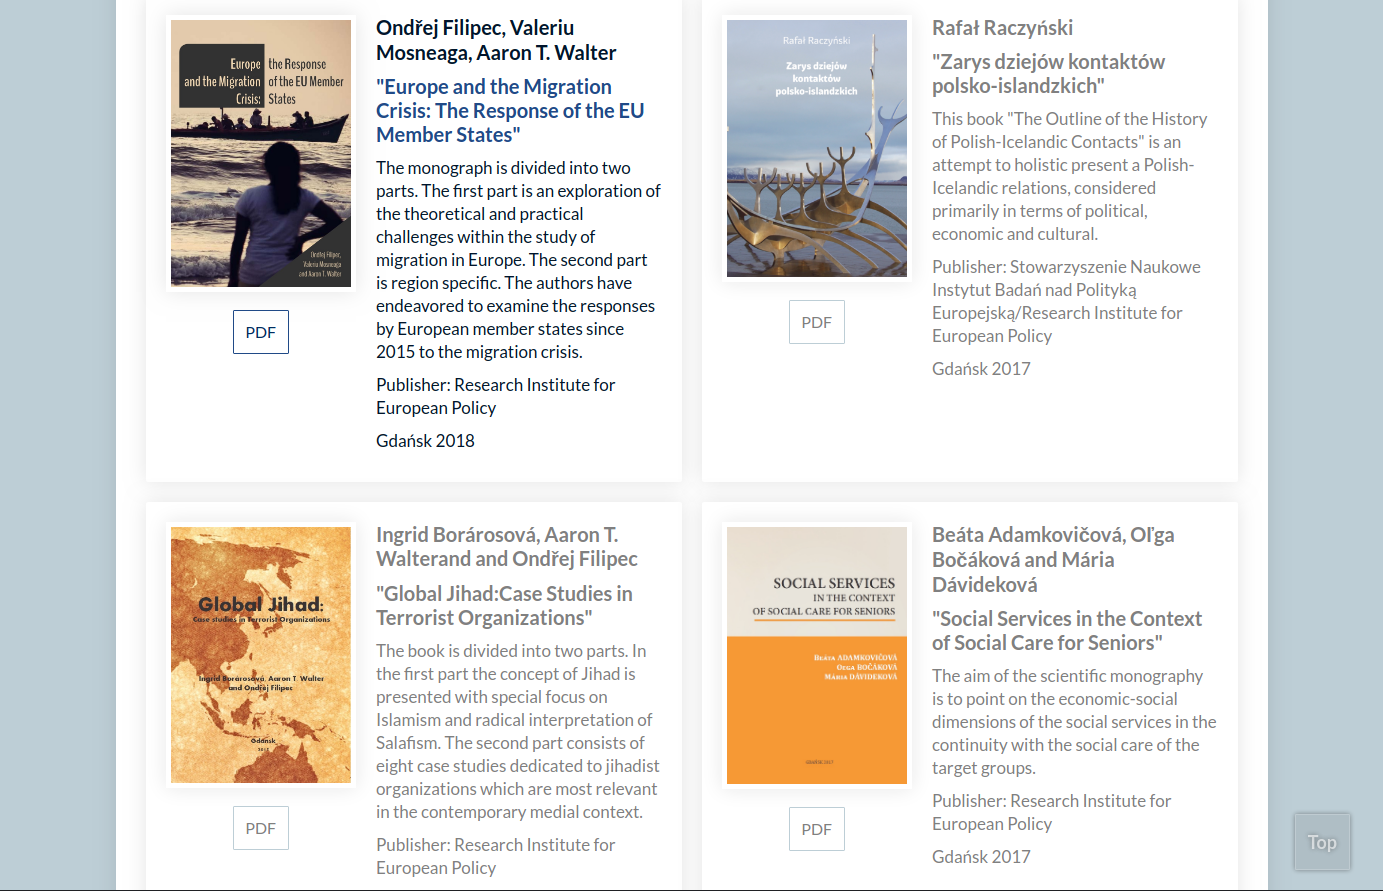 Europe
and the Migration
Crisis:
the Response
of the EU Member
States
Ondřej Filipec,
Valeriu Mosneaga
and Aaron T. Walter
PDF
Ondřej Filipec, Valeriu
Mosneaga, Aaron T. Walter
"Europe and the Migration
Crisis: The Response of the EU
Member States"
The monograph is divided into two
parts. The first part is an exploration of
the theoretical and practical
challenges within the study of
migration in Europe. The second part
is region specific. The authors have
endeavored to examine the responses
by European member states since
2015 to the migration crisis.
Publisher: Research Institute for
European Policy
Gdańsk 2018
Rafał Raczyński
Zarys dziejów
kontaktów
polsko-islandzkich
PDF
Rafał Raczyński
"Zarys dziejów kontaktów
polsko-islandzkich"
This book "The Outline of the History
of Polish-Icelandic Contacts" is an
attempt to holistic present a Polish-
Icelandic relations, considered
primarily in terms of political,
economic and cultural.
Publisher: Stowarzyszenie Naukowe
Instytut Badań nad Polityką
Europejską/Research Institute for
European Policy
Gdańsk 2017
Global Jihad:
Case studies in Terrorist Organizations
Ingrid Borárosová, Aaron T. Walter
and Ondřej Filipec
Gdańsk
2017
PDF
Ingrid Borárosová, Aaron T.
Walterand and Ondřej Filipec
"Global Jihad:Case Studies in
Terrorist Organizations"
The book is divided into two parts. In
the first part the concept of Jihad is
presented with special focus on
Islamism and radical interpretation of
Salafism. The second part consists of
eight case studies dedicated to jihadist
organizations which are most relevant
in the contemporary medial context.
Publisher: Research Institute for
European Policy
SOCIAL SERVICES
IN THE CONTEXT
OF SOCIAL CARE FOR SENIORS
BEÁTA ADAMKOVIČOVÁ
OĽGA BOČÁKOVÁ
MÁRIA DÁVIDEKOVÁ
GDAŃSK 2017
PDF
Beáta Adamkovičová, Oľga
Bočáková and Mária
Dávideková
"Social Services in the Context
of Social Care for Seniors"
The aim of the scientific monography
is to point on the economic-social
dimensions of the social services in the
continuity with the social care of the
target groups.
Publisher: Research Institute for
European Policy
Gdańsk 2017
Top